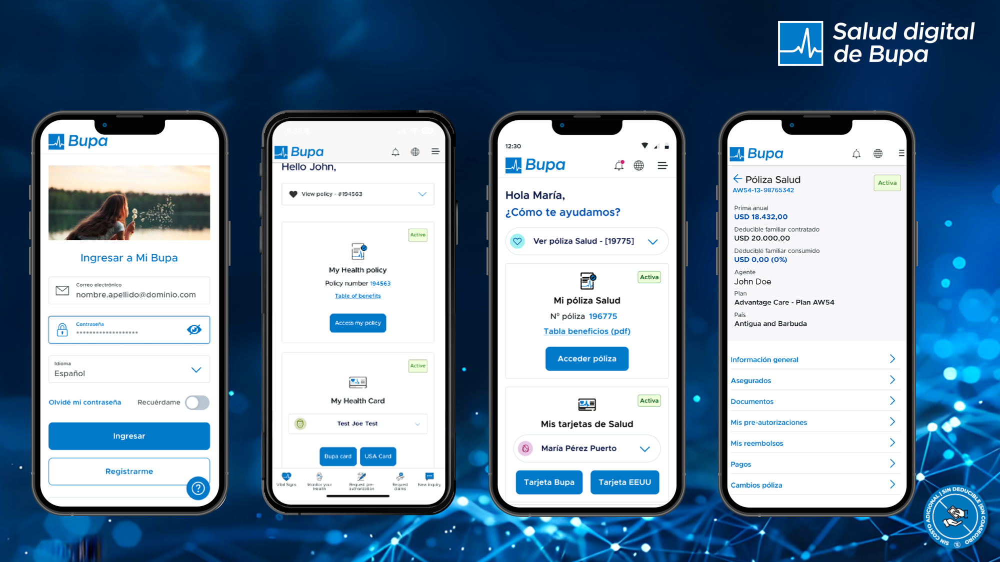 Salud digital
de Bupa
Bupa
Ingresar a Mi Bupa
Correo electrónico
nombre.apellido@dominio.com
Contraseña
*******************
Idioma
Español
Olvidé mi contraseña
Recuérdame
Ingresar
Registrarme
?
9:36
Bupa
Hello John,
View policy - #194563
Active
My Health policy
Policy number 194563
Table of benefits
Access my policy
Active
My Health Card
Test Joe Test
Bupa card
USA Card
Vital Signs
Monitor your
Health
Request pre-
authorization
Request
claims
New inquiry
12:30
Bupa
Hola María,
¿Cómo te ayudamos?
Ver póliza Salud - [19775]
Activa
Mi póliza Salud
Nº póliza 196775
Tabla beneficios (pdf)
Acceder póliza
Activa
Mis tarjetas de Salud
María Pérez Puerto
Tarjeta Bupa
Tarjeta EEUU
Bupa
Póliza Salud
Activa
AW54-13-98765342
Prima anual
USD 18.432,00
Deducible familiar contratado
USD 20.000,00
Deducible familiar consumido
USD 0,00 (0%)
Agente
John Doe
Plan
Advantage Care - Plan AW54
País
Antigua and Barbuda
Información general
Asegurados
Documentos
Mis pre-autorizaciones
Mis reembolsos
Pagos
Cambios póliza
SIN COSTO ADICIONAL | SIN DEDUCIBLE | SIN COASEGURO